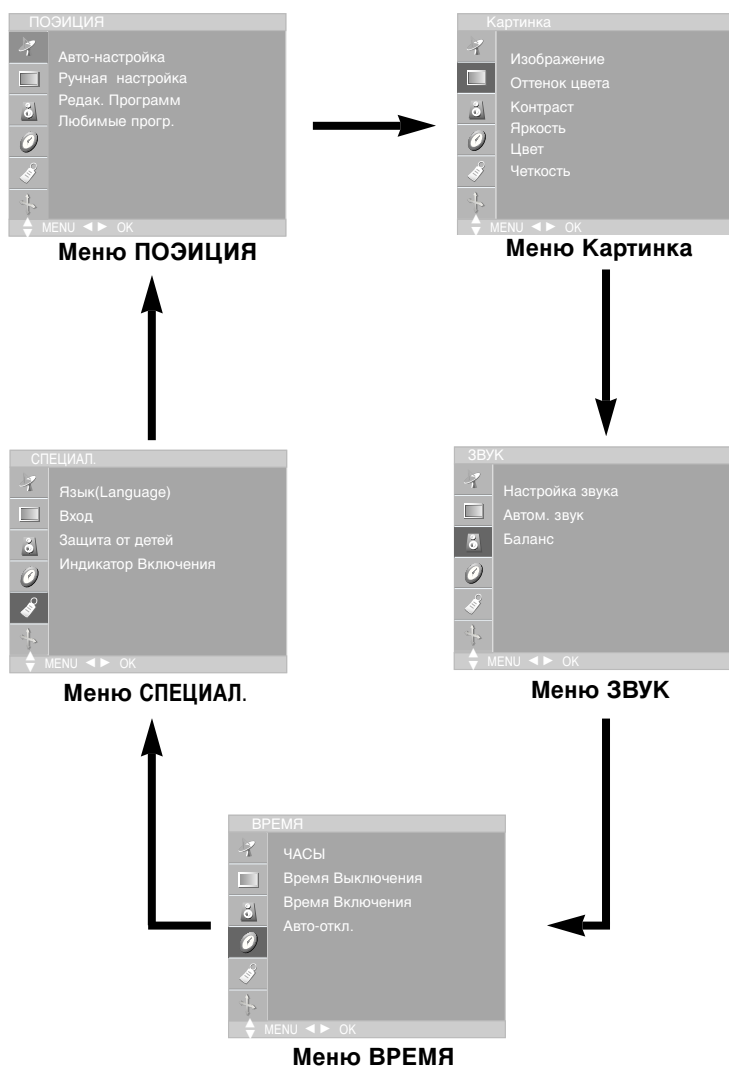 ПОЭИЦИЯ
Авто-настройка
Ручная настройка
Редак. Программ
Любимые прогр.
MENU ◄ ► OK
Меню ПОЭИЦИЯ
Картинка
Изображение
Оттенок цвета
Контраст
Яркость
Цвет
Четкость
MENU ◄ ► OK
Меню Картинка
СПЕЦИАЛ.
Язык(Language)
Вход
Защита от детей
Индикатор Включения
MENU ◄ ► OK
Меню СПЕЦИАЛ.
ЗВУК
Настройка звука
Автом. звук
Баланс
MENU ◄ ► OK
Меню ЗВУК
ВРЕМЯ
ЧАСЫ
Время Выключения
Время Включения
Авто-откл.
MENU ◄ ► OK
Меню ВРЕМЯ